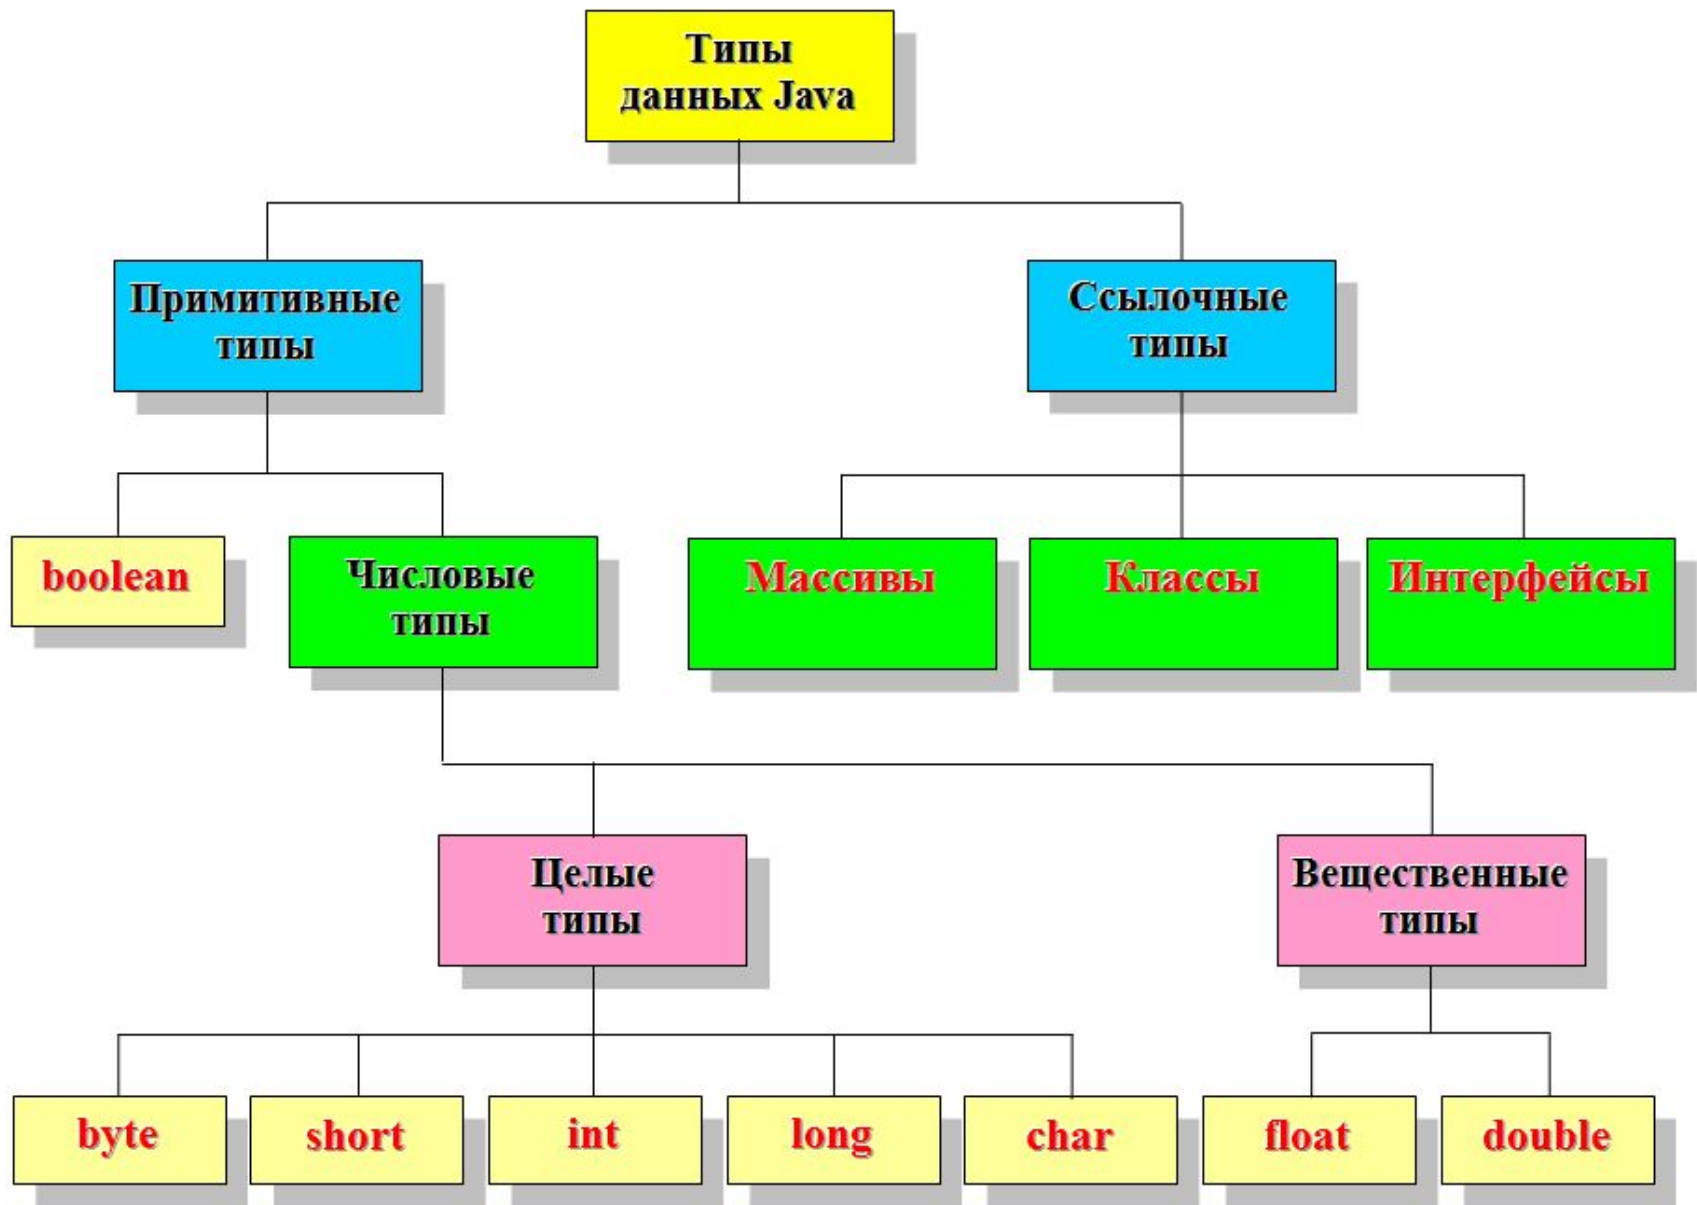 Типы
данных Java
Примитивные
типы
Ссылочные
типы
boolean
Числовые
типы
Массивы
Классы
Интерфейсы
Целые
типы
Вещественные
типы
byte
short
int
long
char
float
double